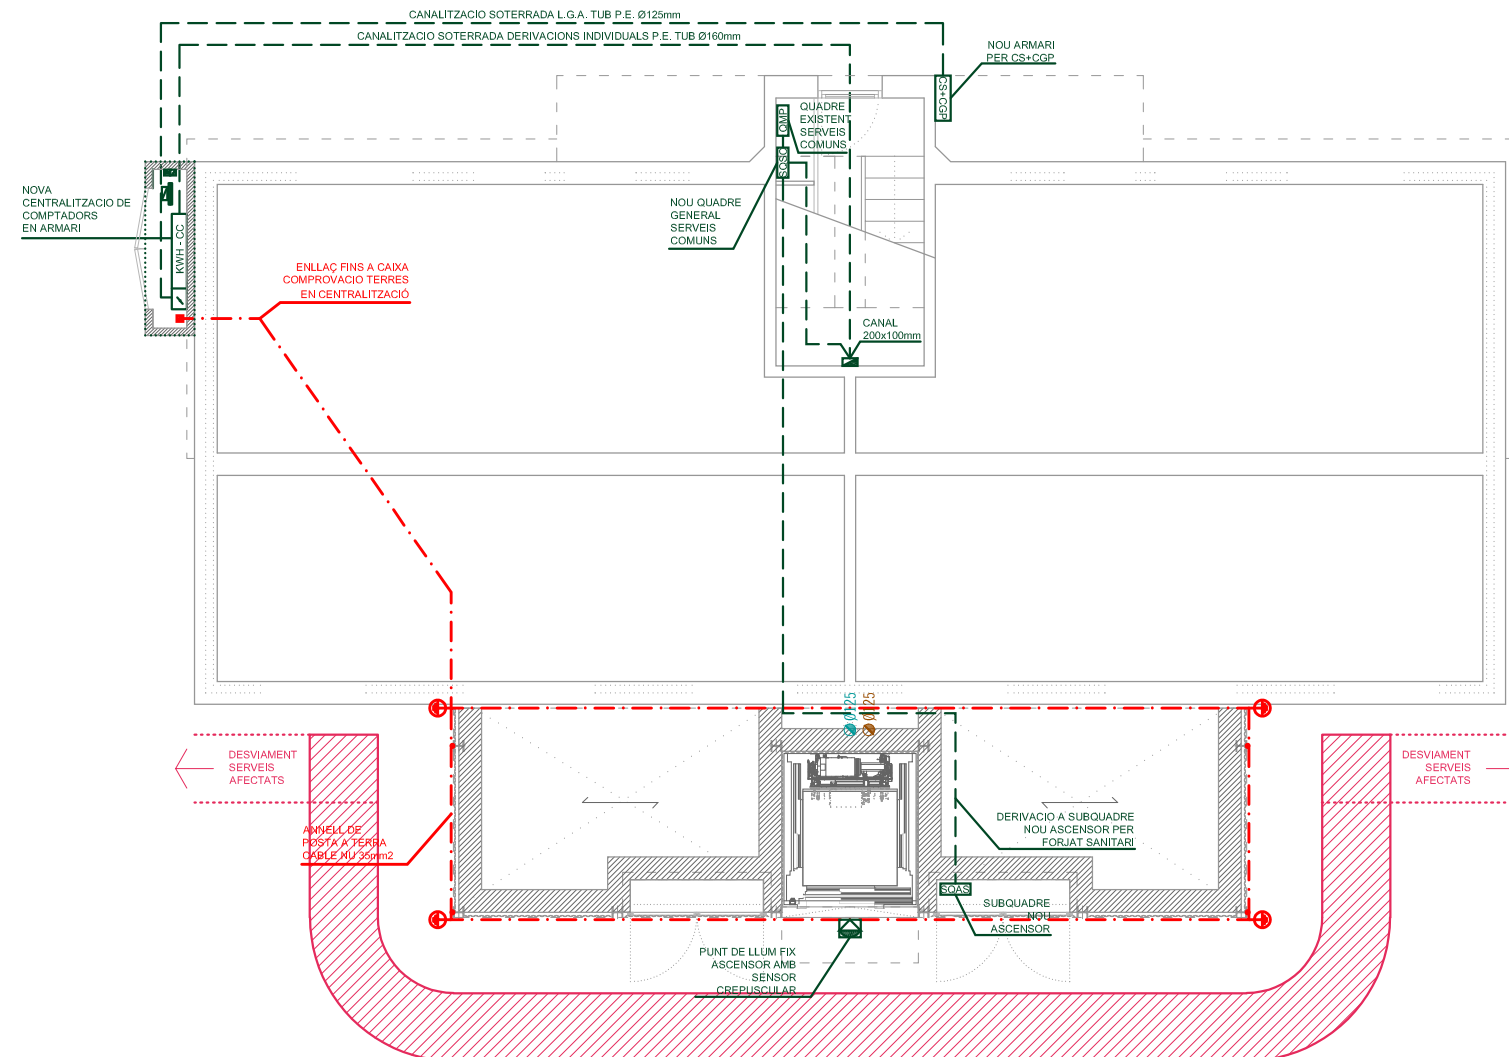 CANALITZACIO SOTERRADA L.G.A. TUB P.E. Ø125mm
CANALITZACIO SOTERRADA DERIVACIONS INDIVIDUALS P.E. TUB Ø160mm
NOU ARMARI
PER CS+CGP
CS+CGP
QMP
QUADRE
EXISTENT
SERVEIS
COMUNS
SQSC
NOU QUADRE
GENERAL
SERVEIS
COMUNS
NOVA
CENTRALITZACIO DE
COMPTADORS
EN ARMARI
KWH - CC
ENLLAÇ FINS A CAIXA
COMPROVACIO TERRES
EN CENTRALITZACIÓ
CANAL
200x100mm
Ø125
Ø125
DESVIAMENT
SERVEIS
AFECTATS
DESVIAMENT
SERVEIS
AFECTATS
ANNELL DE
POSTA A TERRA
CABLE NU 35mm2
DERIVACIO A SUBQUADRE
NOU ASCENSOR PER
FORJAT SANITARI
SQAS
SUBQUADRE
NOU
ASCENSOR
PUNT DE LLUM FIX
ASCENSOR AMB
SENSOR
CREPUSCULAR